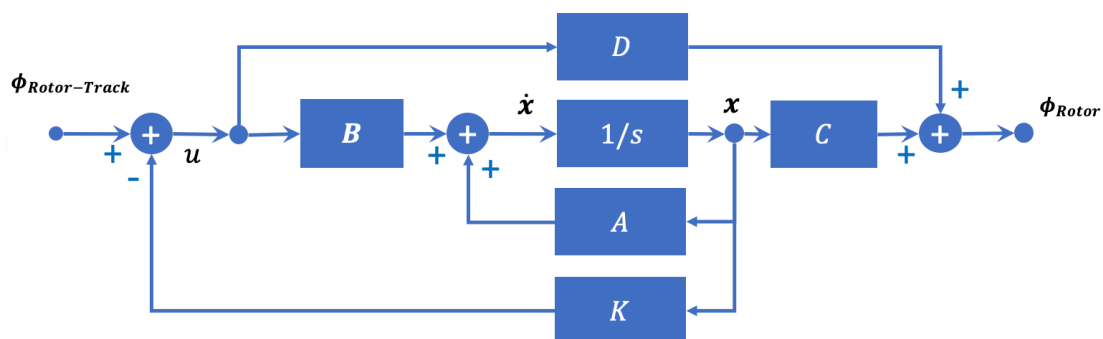 D
ϕRotor−Track
+
ẋ
x
ϕRotor
+
B
+
1/s
C
+
+
u
+
+
+
-
A
K